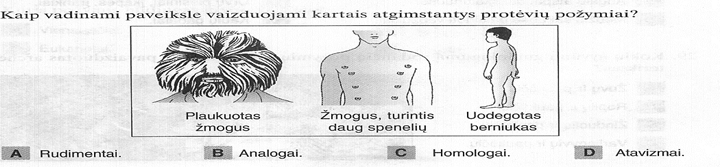 Kaip vadinami paveiksle vaizduojami kartais atgimstantys protėvių požymiai?
Plaukuotas
žmogus
Žmogus, turintis
daug spenelių
Uodegotas
berniukas
A Rudimentai. B Analogai. C Homologai. D Atavizmai.